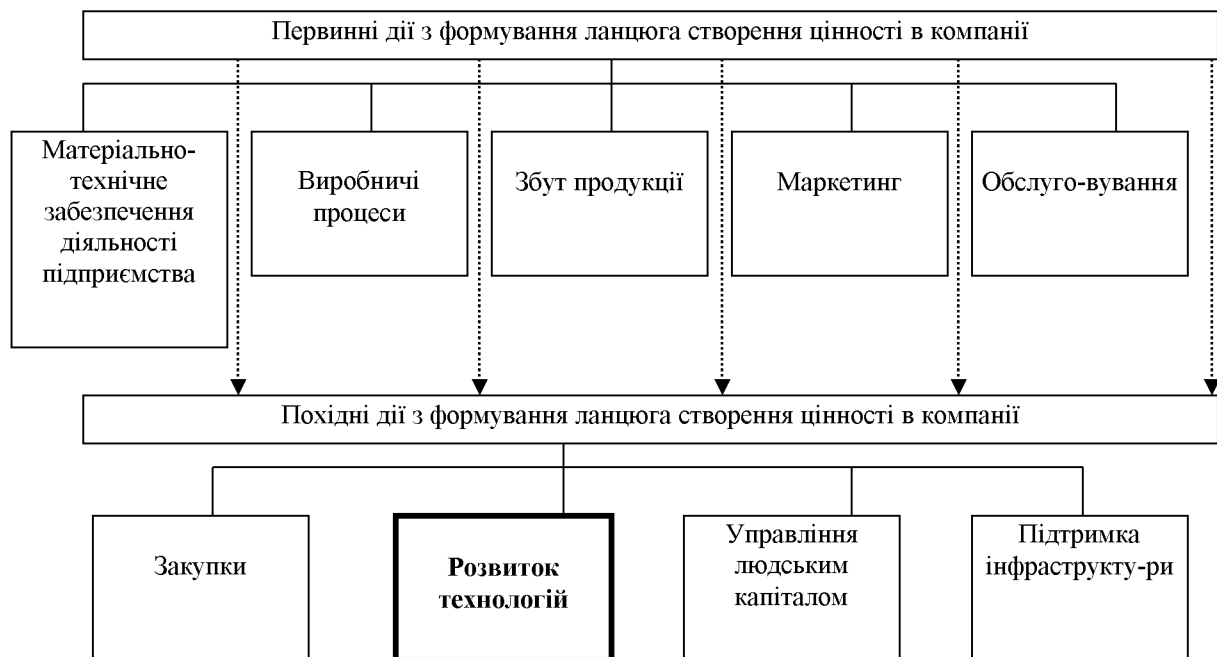 Первинні дії з формування ланцюга створення цінності в компанії
Матеріально-
технічне
забезпечення
діяльності
підприємства
Виробничі
процеси
Збут продукції
Маркетинг
Обслуго-вування
Похідні дії з формування ланцюга створення цінності в компанії
Закупки
Розвиток
технологій
Управління
людським
капіталом
Підтримка
інфраструкту-ри